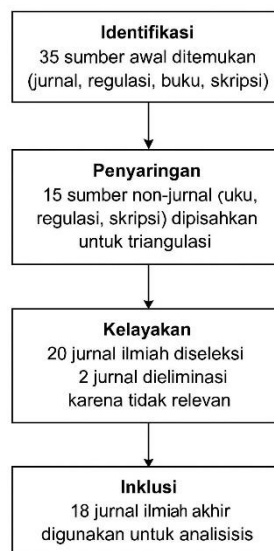 Identifikasi
35 sumber awal ditemukan
(jurnal, regulasi, buku, skripsi)
Penyaringan
15 sumber non-jurnal (uku,
regulasi, skripsi) dipisahkan
untuk triangulasi
Kelayakan
20 jurnal ilmiah diseleksi
2 jurnal dieliminasi
karena tidak relevan
Inklusi
18 jurnal ilmiah akhir
digunakan untuk analisisis